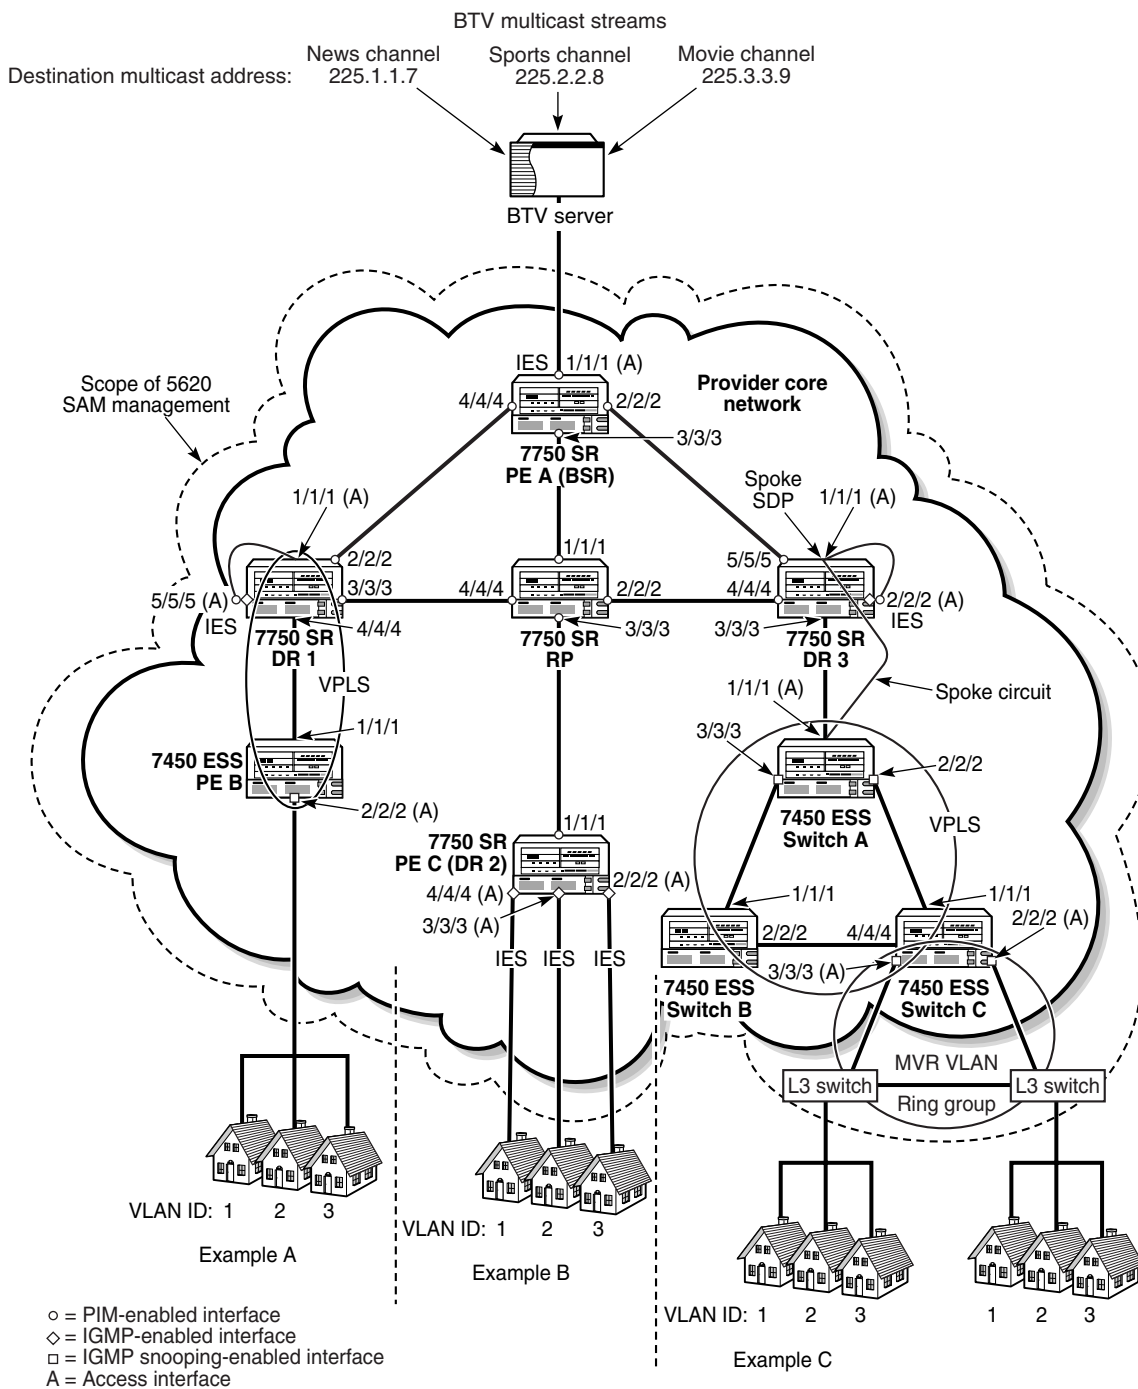 BTV multicast streams
News channel
225.1.1.7
Sports channel
225.2.2.8
Movie channel
225.3.3.9
Destination multicast address:
BTV server
Scope of 5620
SAM management
IES
1/1/1 (A)
4/4/4
2/2/2
3/3/3
Provider core
network
7750 SR
PE A (BSR)
1/1/1 (A)
Spoke
SDP
1/1/1 (A)
2/2/2
1/1/1
5/5/5
5/5/5 (A)
IES
3/3/3
4/4/4
2/2/2
4/4/4
2/2/2 (A)
IES
4/4/4
3/3/3
3/3/3
7750 SR
DR 1
7750 SR
RP
7750 SR
DR 3
VPLS
1/1/1 (A)
Spoke circuit
1/1/1
3/3/3
7450 ESS
PE B
2/2/2
2/2/2 (A)
7450 ESS
Switch A
VPLS
1/1/1
7750 SR
PE C (DR 2)
4/4/4 (A)
2/2/2 (A)
3/3/3 (A)
1/1/1
1/1/1
2/2/2 (A)
2/2/2
4/4/4
3/3/3 (A)
IES
IES
IES
7450 ESS
Switch B
7450 ESS
Switch C
MVR VLAN
L3 switch
L3 switch
Ring group
VLAN ID: 1 2 3
Example A
VLAN ID: 1 2 3
Example B
VLAN ID: 1 2 3
1 2 3
Example C
= PIM-enabled interface
= IGMP-enabled interface
= IGMP snooping-enabled interface
A = Access interface